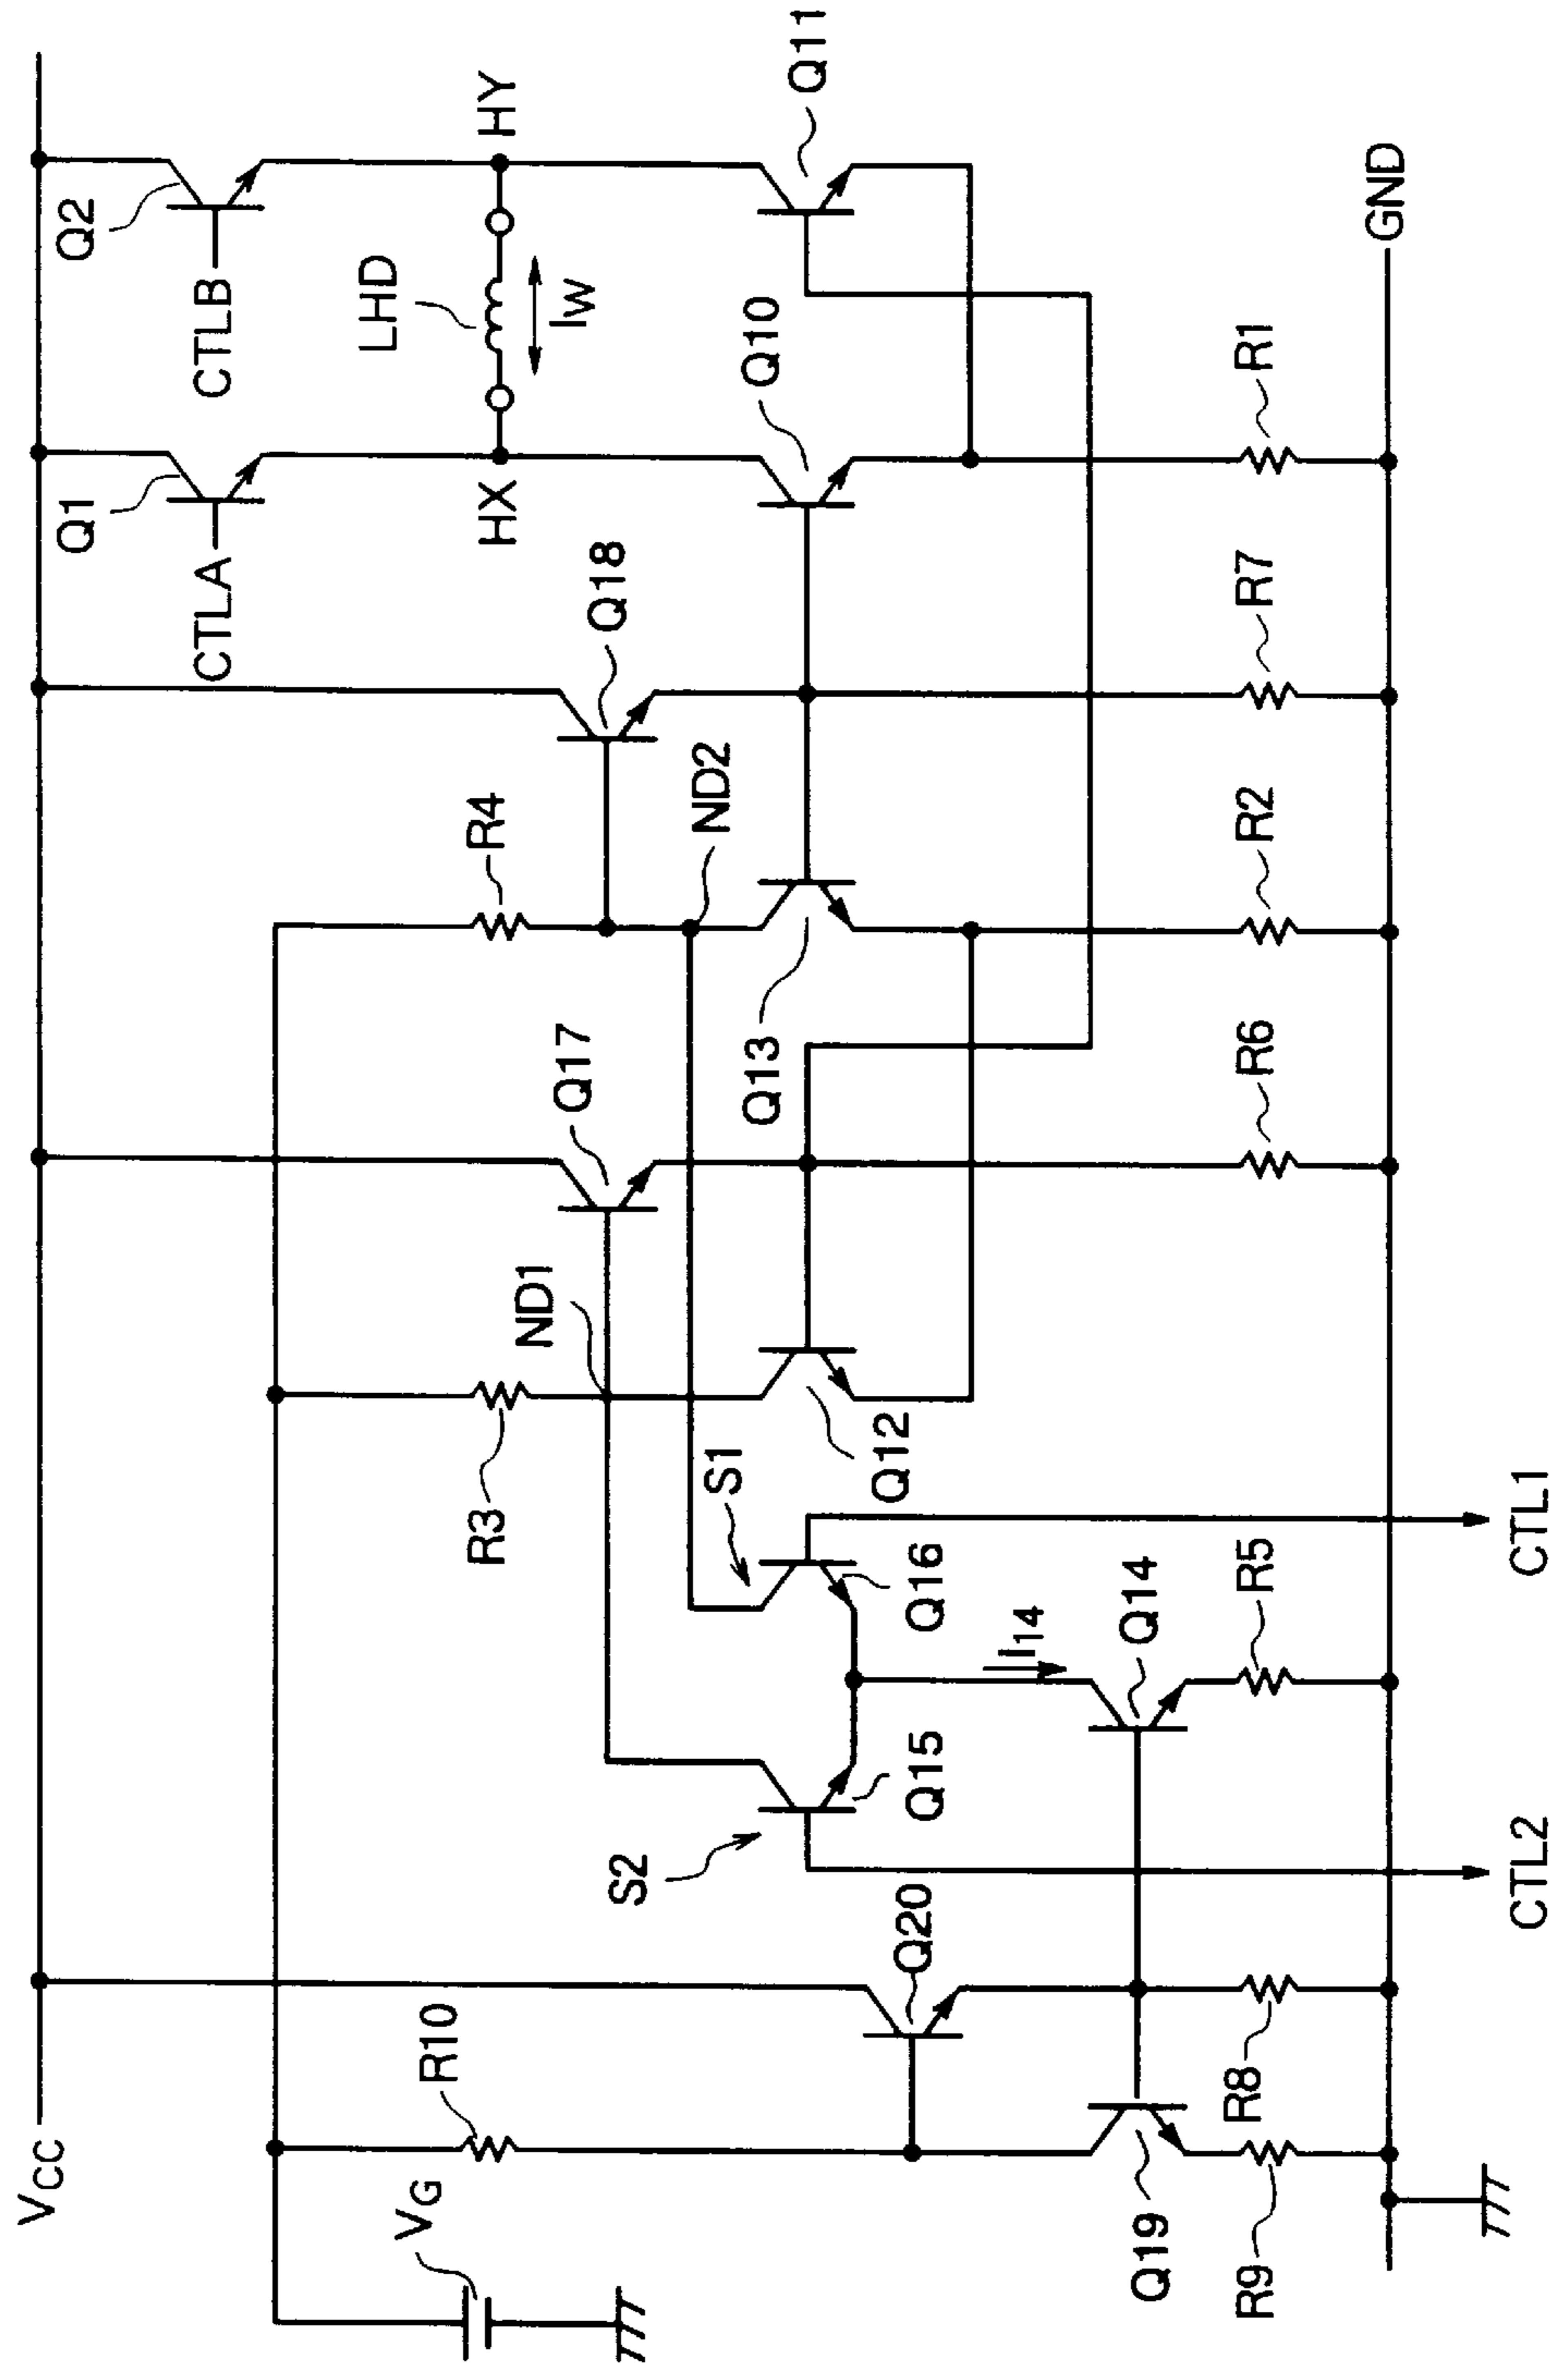 VCC
VG
R10
Q20
Q19
R9
R8
CTL2
S2
Q15
Q16
S1
I14
Q14
R5
CTL1
R3
ND1
Q12
Q17
R6
Q13
R4
ND2
R2
Q18
R7
Q1
CTLA
HX
Q10
R1
LHD
IW
Q2
CTLB
HY
Q11
GND